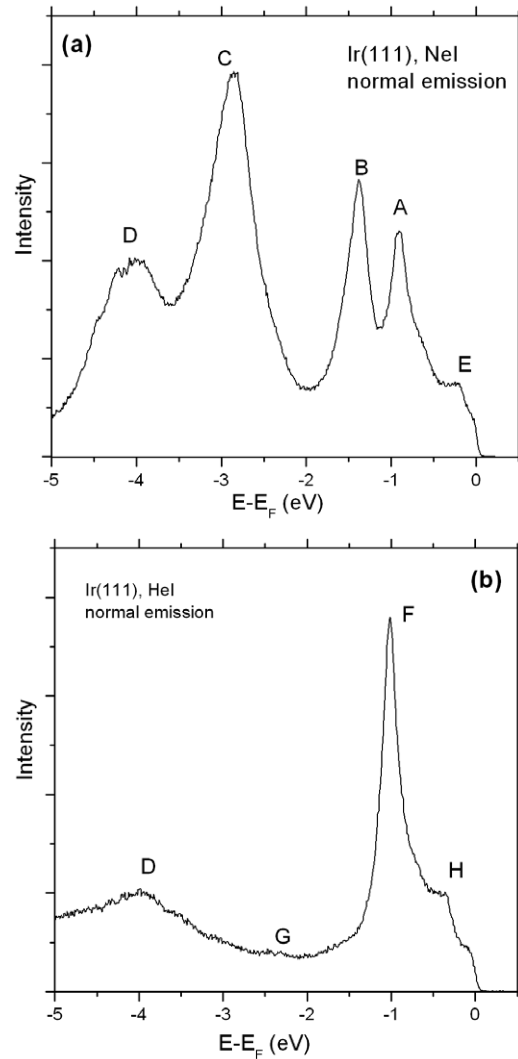 (a)
C
Ir(111), NeI
normal emission
B
A
D
E
Intensity
-5 -4 -3 -2 -1 0
E-E_F (eV)
(b)
Ir(111), HeI
normal emission
F
D
H
G
Intensity
-5 -4 -3 -2 -1 0
E-E_F (eV)